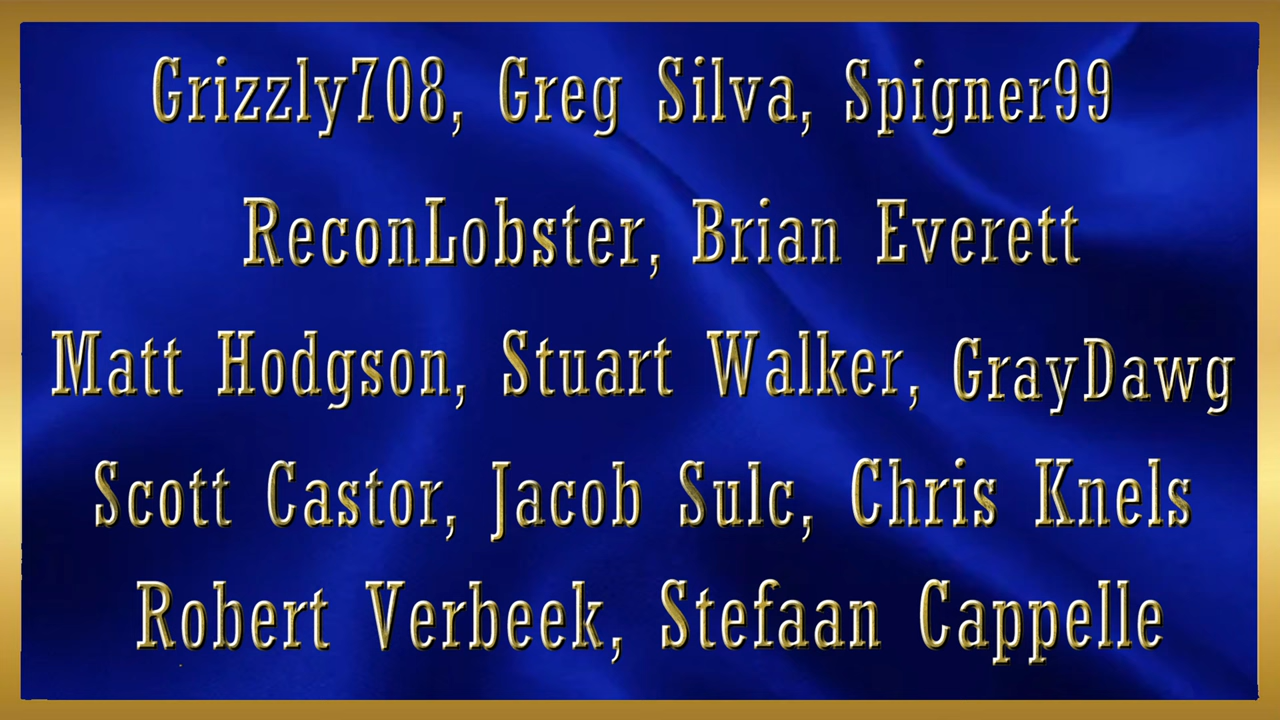 Grizzly708, Greg Silva, Spigner99
ReconLobster, Brian Everett
Matt Hodgson, Stuart Walker, GrayDawg
Scott Castor, Jacob Sulc, Chris Knels
Robert Verbeek, Stefaan Cappelle